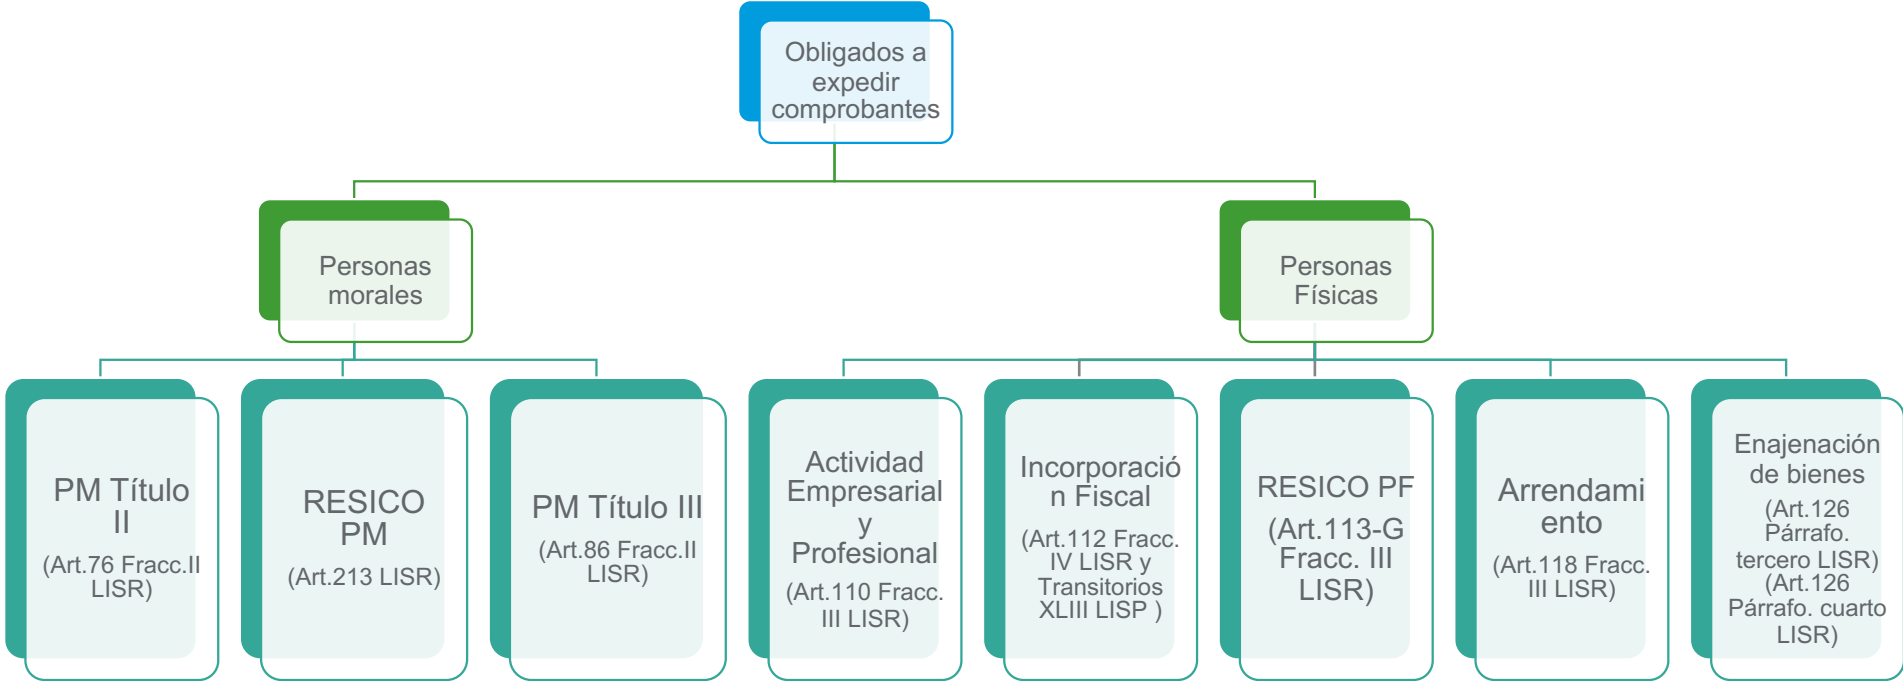 Obligados a
expedir
comprobantes
Personas
morales
Personas
Físicas
PM Título
II
(Art.76 Fracc.II
LISR)
RESICO
PM
(Art.213 LISR)
PM Título III
(Art.86 Fracc.II
LISR)
Actividad
Empresarial
y
Profesional
(Art.110 Fracc.
III LISR)
Incorporació
n Fiscal
(Art.112 Fracc.
IV LISR y
Transitorios
XLIII LISP )
RESICO PF
(Art.113-G
Fracc. III
LISR)
Arrendami
ento
(Art.118 Fracc.
III LISR)
Enajenación
de bienes
(Art.126
Párrafo.
tercero LISR)
(Art.126
Párrafo. cuarto
LISR)